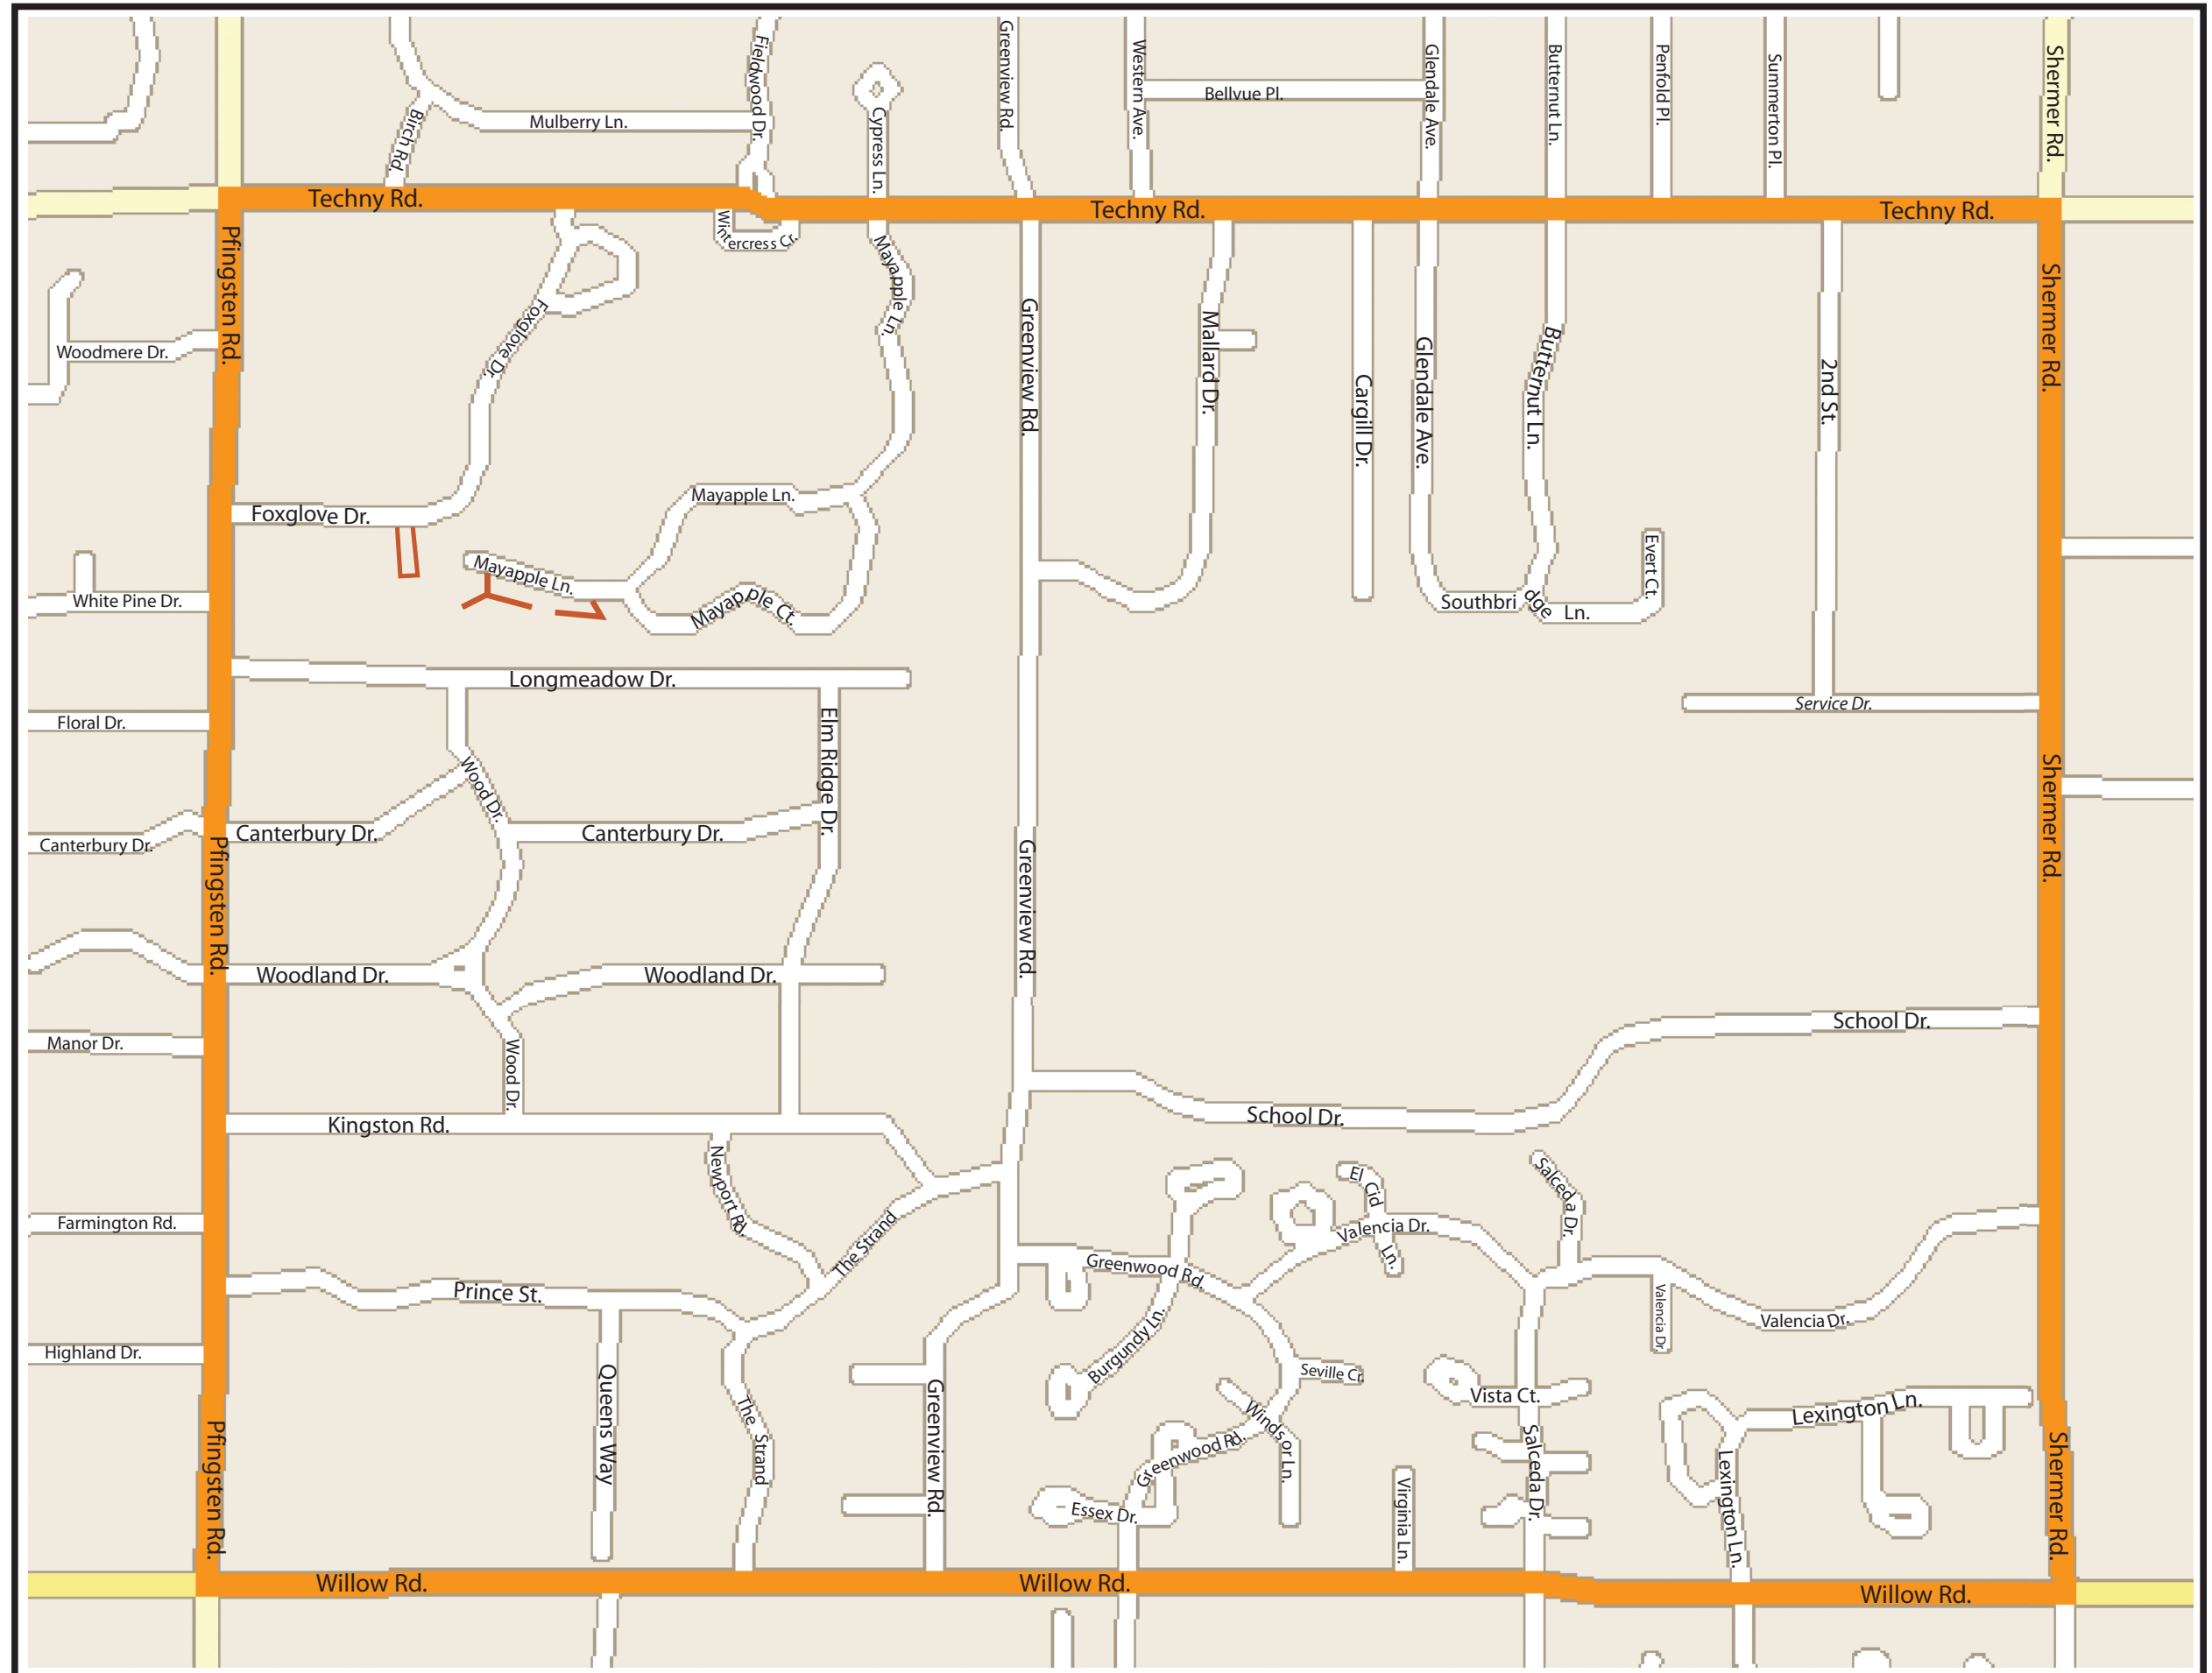 Fieldwood Dr.
Greenview Rd.
Western Ave.
Glendale Ave.
Butternut Ln.
Penfold Pl.
Summerton Pl.
Shermer Rd.
Bellvue Pl.
Birch Rd.
Mulberry Ln.
Cypress Ln.
Techny Rd.
Techny Rd.
Techny Rd.
Pfingsten Rd.
Wintercress Cr.
Mayapple Ln.
Foxglove Dr.
Greenview Rd.
Mallard Dr.
Cargill Dr.
Glendale Ave.
Butternut Ln.
2nd St.
Shermer Rd.
Woodmere Dr.
Mayapple Ln.
Foxglove Dr.
Mayapple Ln.
Mayapple Ct.
Evert Ct.
Southbridge Ln.
White Pine Dr.
Longmeadow Dr.
Service Dr.
Floral Dr.
Elm Ridge Dr.
Wood Dr.
Shermer Rd.
Canterbury Dr.
Canterbury Dr.
Canterbury Dr.
Pfingsten Rd.
Greenview Rd.
Woodland Dr.
Woodland Dr.
School Dr.
Manor Dr.
Wood Dr.
School Dr.
Kingston Rd.
Newport Rd.
El Cid Ln.
Salceda Dr.
Farmington Rd.
The Strand
Valencia Dr.
Greenwood Rd.
Prince St.
Valencia Dr.
Valencia Dr.
Burgundy Ln.
Highland Dr.
Queens Way
Seville Cr.
Greenview Rd.
The Strand
Vista Ct.
Lexington Ln.
Windsor Ln.
Greenwood Rd.
Pfingsten Rd.
Salceda Dr.
Shermer Rd.
Lexington Ln.
Essex Dr.
Virginia Ln.
Willow Rd.
Willow Rd.
Willow Rd.